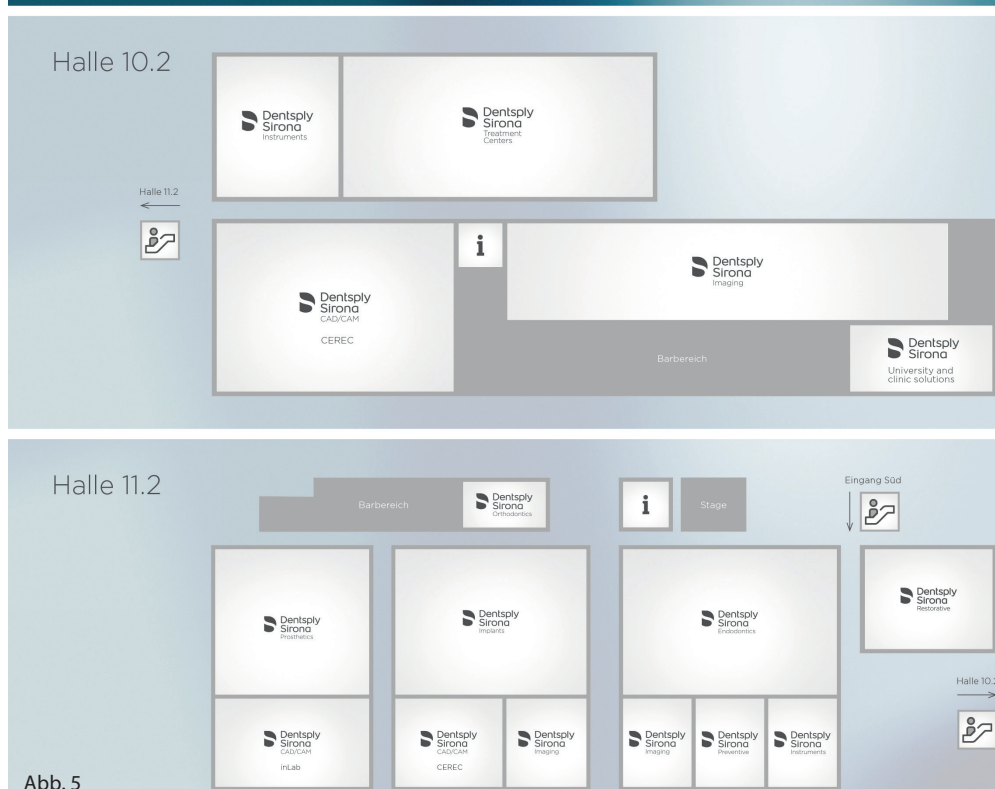 Halle 10.2
Dentsply
Sirona
Instruments
Dentsply
Sirona
Treatment
Centers
Halle 11.2
i
Dentsply
Sirona
CAD/CAM
CEREC
Dentsply
Sirona
Imaging
Barbereich
Dentsply
Sirona
University and
clinic solutions
Halle 11.2
Barbereich
Dentsply
Sirona
Orthodontics
i
Stage
Eingang Süd
Dentsply
Sirona
Prosthetics
Dentsply
Sirona
Implants
Dentsply
Sirona
Endodontics
Dentsply
Sirona
Restorative
Halle 10.2
Dentsply
Sirona
CAD/CAM
inLab
Dentsply
Sirona
CAD/CAM
CEREC
Dentsply
Sirona
Imaging
Dentsply
Sirona
Imaging
Dentsply
Sirona
Preventive
Dentsply
Sirona
Instruments
Abb. 5